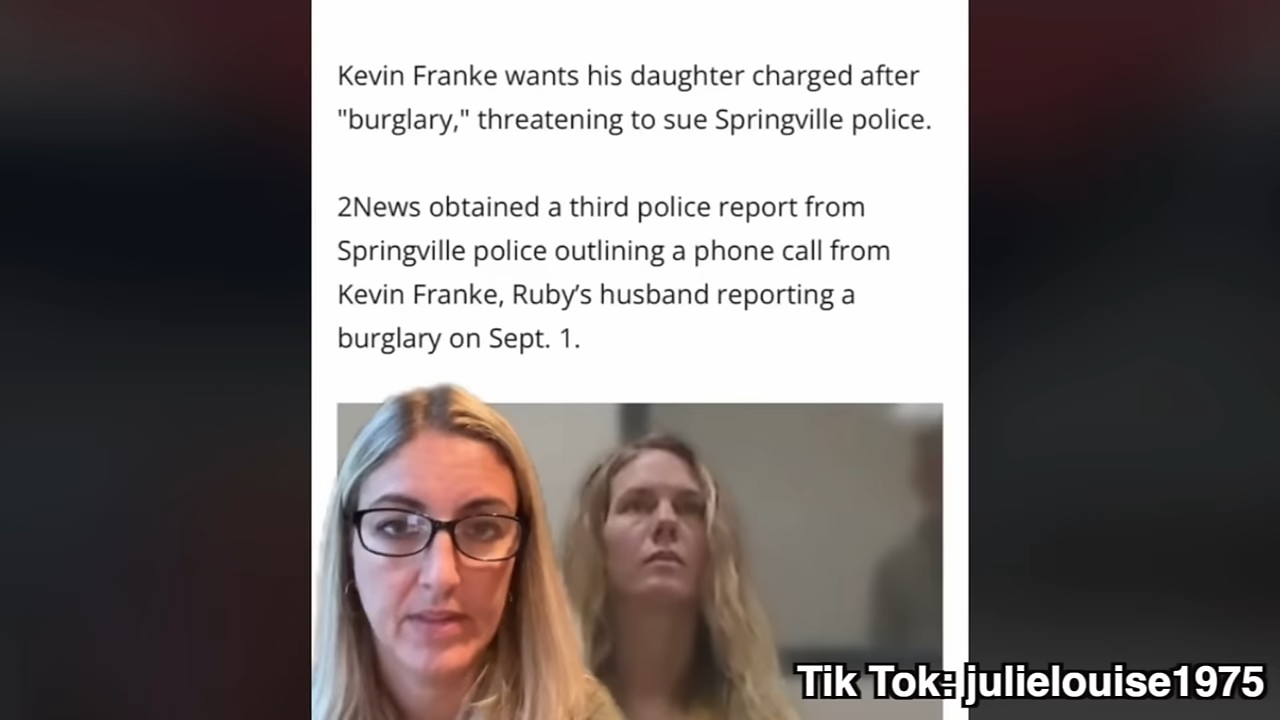 Kevin Franke wants his daughter charged after
"burglary," threatening to sue Springville police.
2News obtained a third police report from
Springville police outlining a phone call from
Kevin Franke, Ruby’s husband reporting a
burglary on Sept. 1.
Tik Tok: julielouise1975